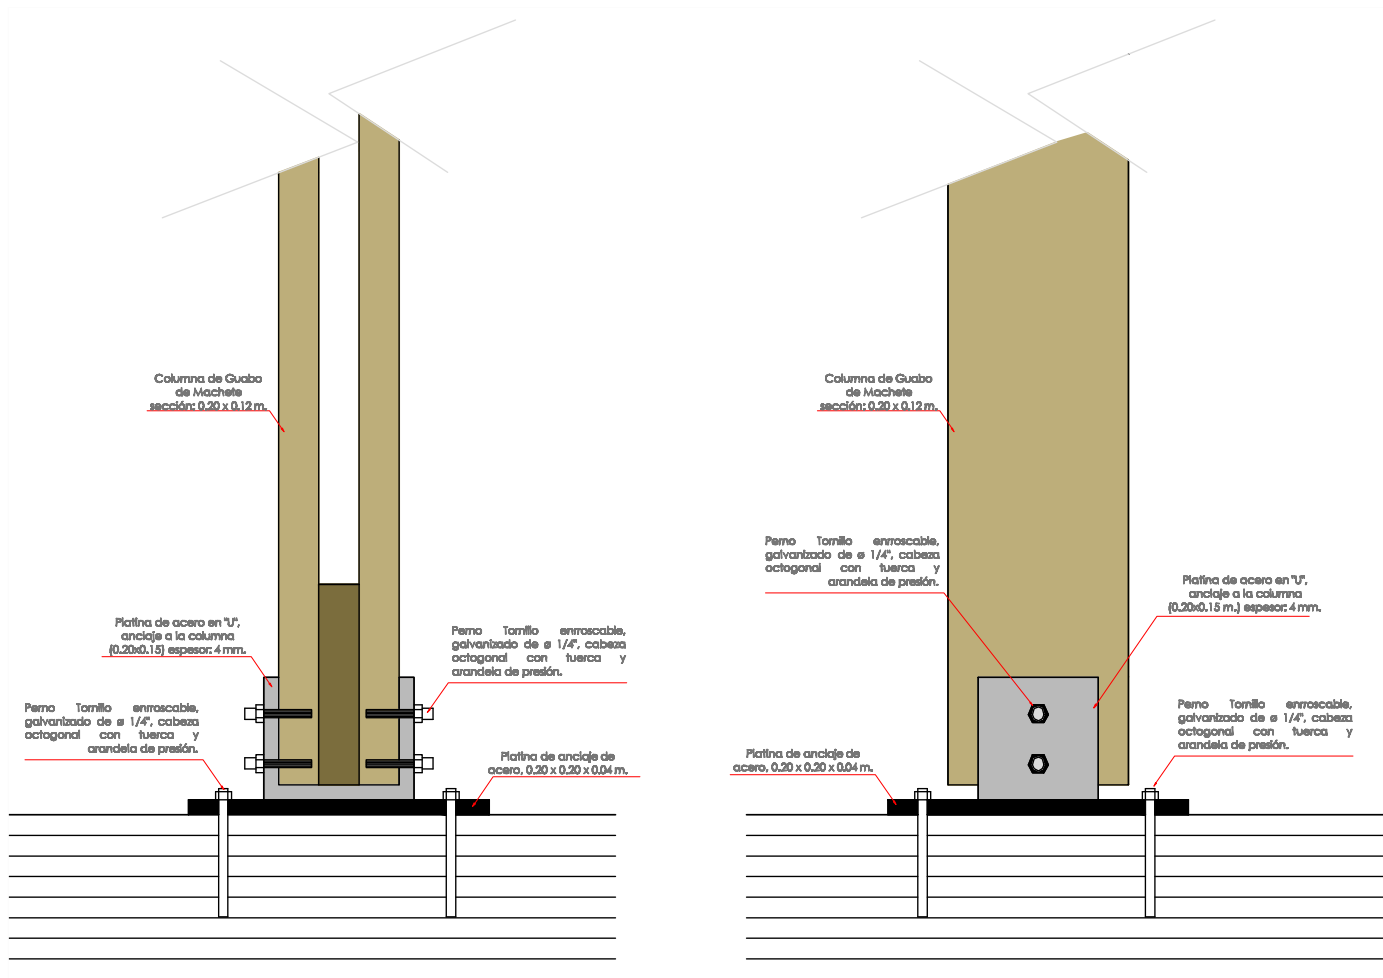 Columna de Guabo
de Machete
sección: 0.20 x 0.12 m.
Platina de acero en "U",
anclaje a la columna
(0.20x0.15) espesor: 4 mm.
Perno Tornillo enrroscable,
galvanizado de ø 1/4", cabeza
octogonal con tuerca y
arandela de presión.
Perno Tornillo enrroscable,
galvanizado de ø 1/4", cabeza
octogonal con tuerca y
arandela de presión.
Platina de anclaje de
acero, 0.20 x 0.20 x 0.04 m.
Columna de Guabo
de Machete
sección: 0.20 x 0.12 m.
Perno Tornillo enrroscable,
galvanizado de ø 1/4", cabeza
octogonal con tuerca y
arandela de presión.
Platina de acero en "U",
anclaje a la columna
(0.20x0.15 m.) espesor: 4 mm.
Perno Tornillo enrroscable,
galvanizado de ø 1/4", cabeza
octogonal con tuerca y
arandela de presión.
Platina de anclaje de
acero, 0.20 x 0.20 x 0.04 m.